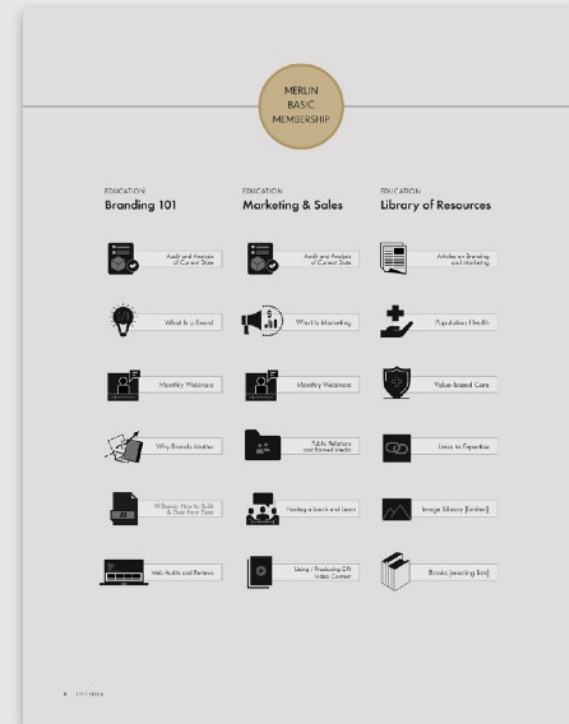 MERLIN
BASIC
MEMBERSHIP
EDUCATION
Branding 101
Audit and Analysis
of Current State
What Is a Brand
Monthly Webinars
Why Brands Matter
AI Basics: How to Build
& Data
AI
Web Audits and Reviews
EDUCATION
Marketing & Sales
Audit and Analysis
of Current State
What Is Marketing
Monthly Webinars
Public Relations
and Earned Media
Hosting a Lunch and Learn
Using / Producing DIY
Video Content
EDUCATION
Library of Resources
Articles on Branding
and Marketing
Population Health
Value-based Care
Links to Expertise
Image Library (limited)
Books (reading lists)